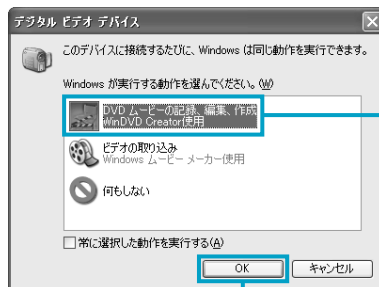 デジタル ビデオ デバイス
このデバイスに接続するたびに、Windows は同じ動作を実行できます。
Windows が実行する動作を選んでください。(W)
DVD ムービーの記録、編集、作成
WinDVD Creator使用
ビデオの取り込み
Windows ムービー メーカー使用
何もしない
常に選択した動作を実行する(A)
OK
キャンセル